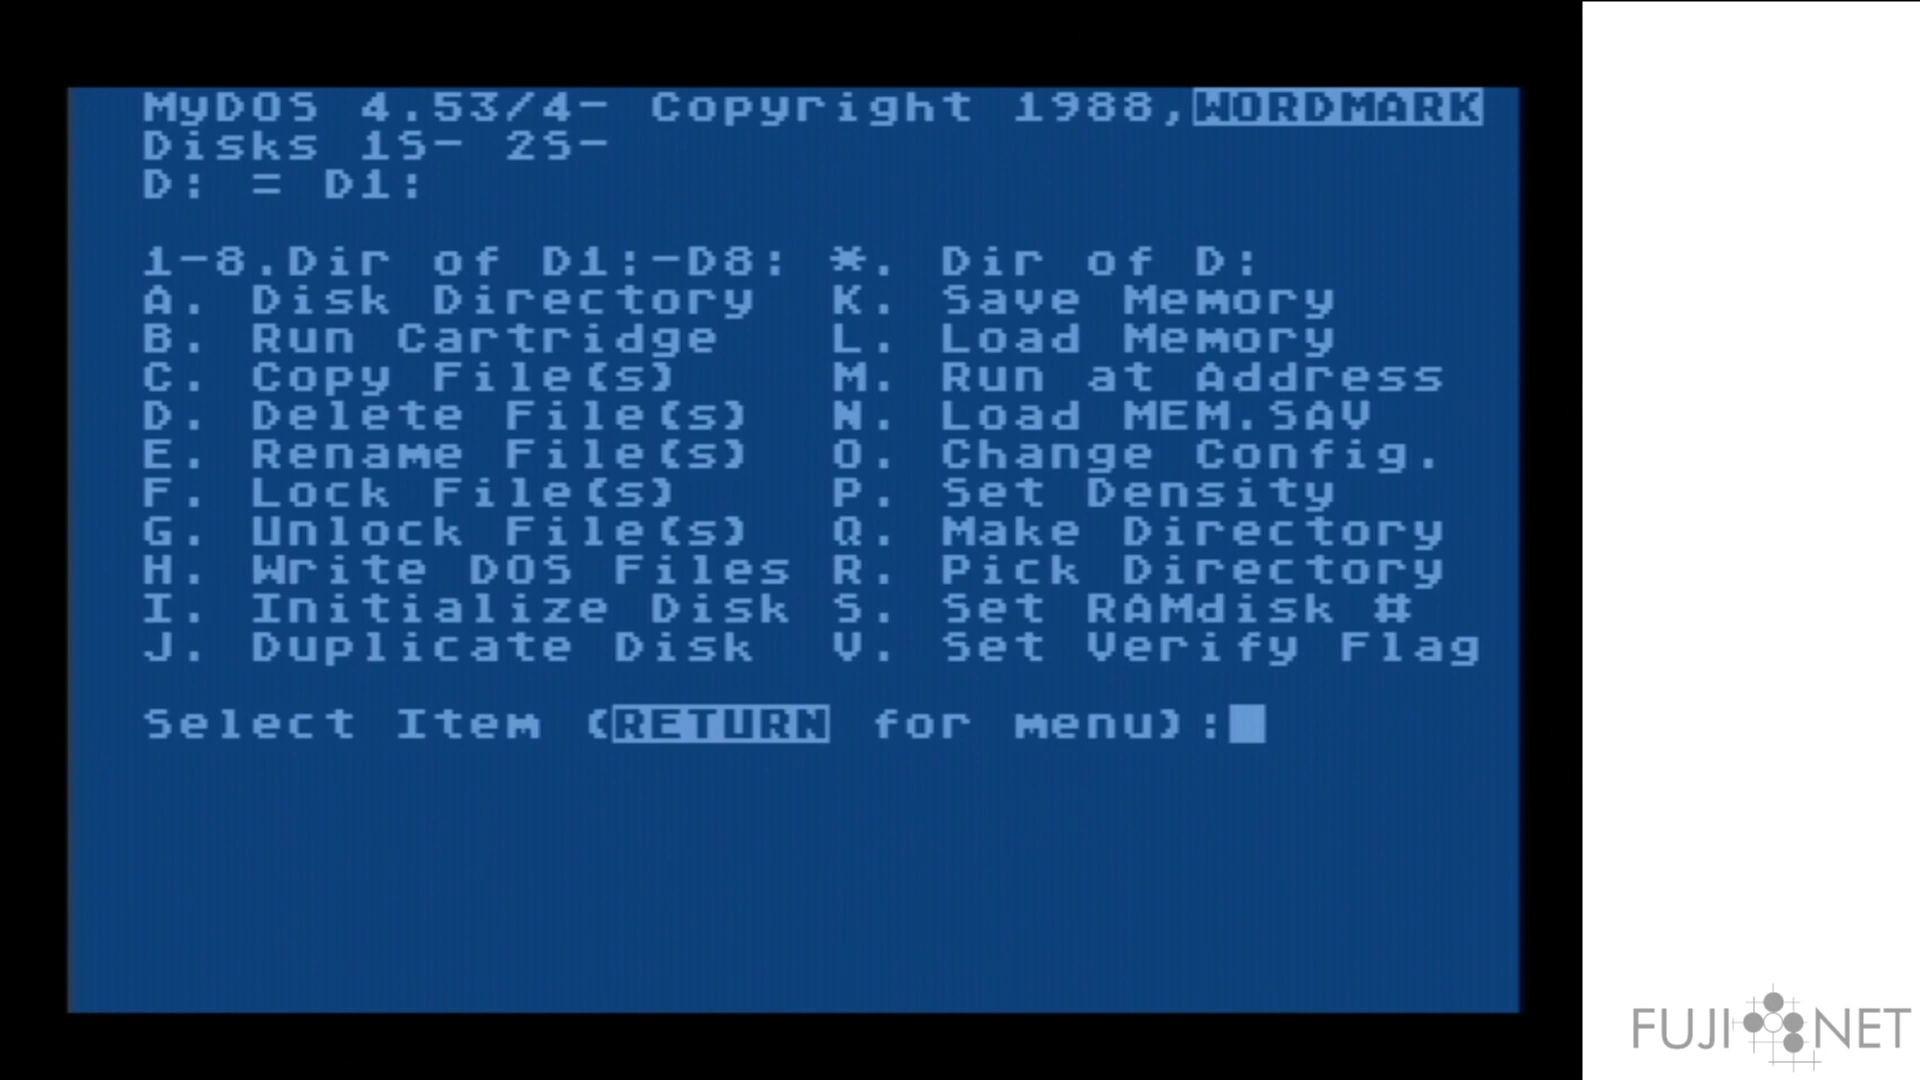 MyDOS 4.53/4- Copyright 1988,WORDMARK
Disks 1S- 2S-
D: = D1:
1-8.Dir of D1:-D8: *. Dir of D:
A. Disk Directory K. Save Memory
B. Run Cartridge L. Load Memory
C. Copy File(s) M. Run at Address
D. Delete File(s) N. Load MEM.SAV
E. Rename File(s) O. Change Config.
F. Lock File(s) P. Set Density
G. Unlock File(s) Q. Make Directory
H. Write DOS Files R. Pick Directory
I. Initialize Disk S. Set RAMdisk #
J. Duplicate Disk V. Set Verify Flag
Select Item (RETURN for menu):
FUJINET